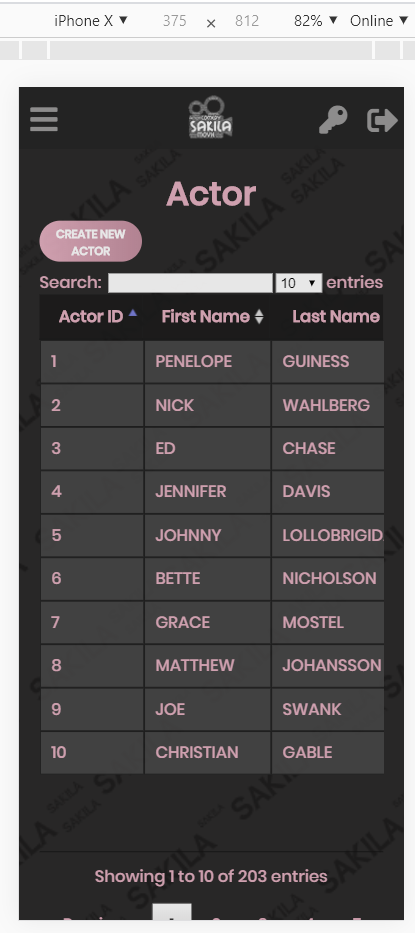 iPhone X ▼ 375 × 812 82% ▼ Online ▼
SAKILA
Actor
CREATE NEW
ACTOR
Search: 10 ▼ entries
Actor ID First Name Last Name
1 PENELOPE GUINESS
2 NICK WAHLBERG
3 ED CHASE
4 JENNIFER DAVIS
5 JOHNNY LOLLOBRIGID
6 BETTE NICHOLSON
7 GRACE MOSTEL
8 MATTHEW JOHANSSON
9 JOE SWANK
10 CHRISTIAN GABLE
SAKILA
Showing 1 to 10 of 203 entries